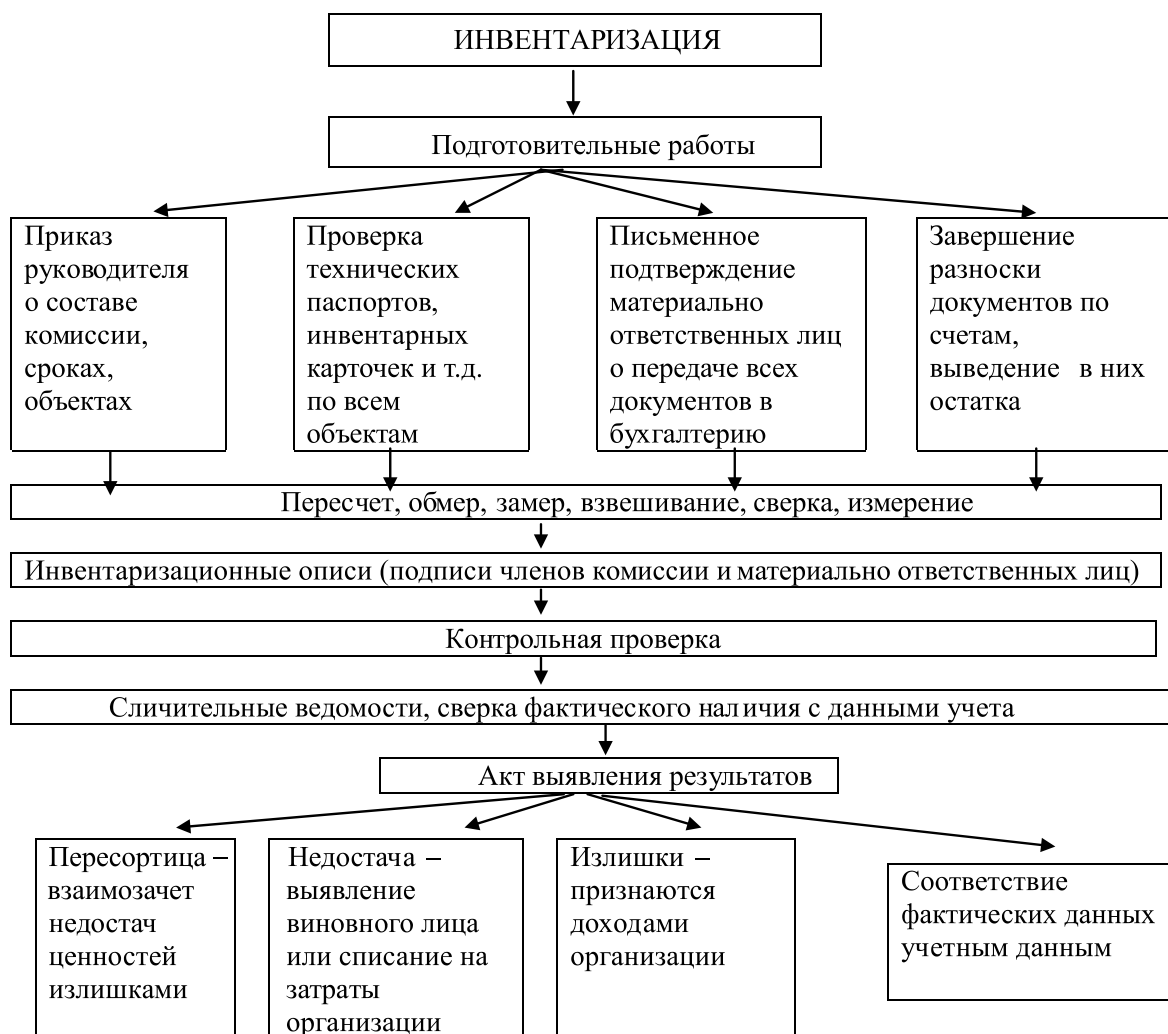 ИНВЕНТАРИЗАЦИЯ
Подготовительные работы
Приказ
руководителя
о составе
комиссии,
сроках,
объектах
Проверка
технических
паспортов,
инвентарных
карточек и т.д.
по всем
объектам
Письменное
подтверждение
материально
ответственных лиц
о передаче всех
документов в
бухгалтерию
Завершение
разноски
документов по
счетам,
выведение в них
остатка
Пересчет, обмер, замер, взвешивание, сверка, измерение
Инвентаризационные описи (подписи членов комиссии и материально ответственных лиц)
Контрольная проверка
Сличительные ведомости, сверка фактического наличия с данными учета
Акт выявления результатов
Пересортица –
взаимозачет
недостач
ценностей
излишками
Недостача –
выявление
виновного лица
или списание на
затраты
организации
Излишки –
признаются
доходами
организации
Соответствие
фактических данных
учетным данным